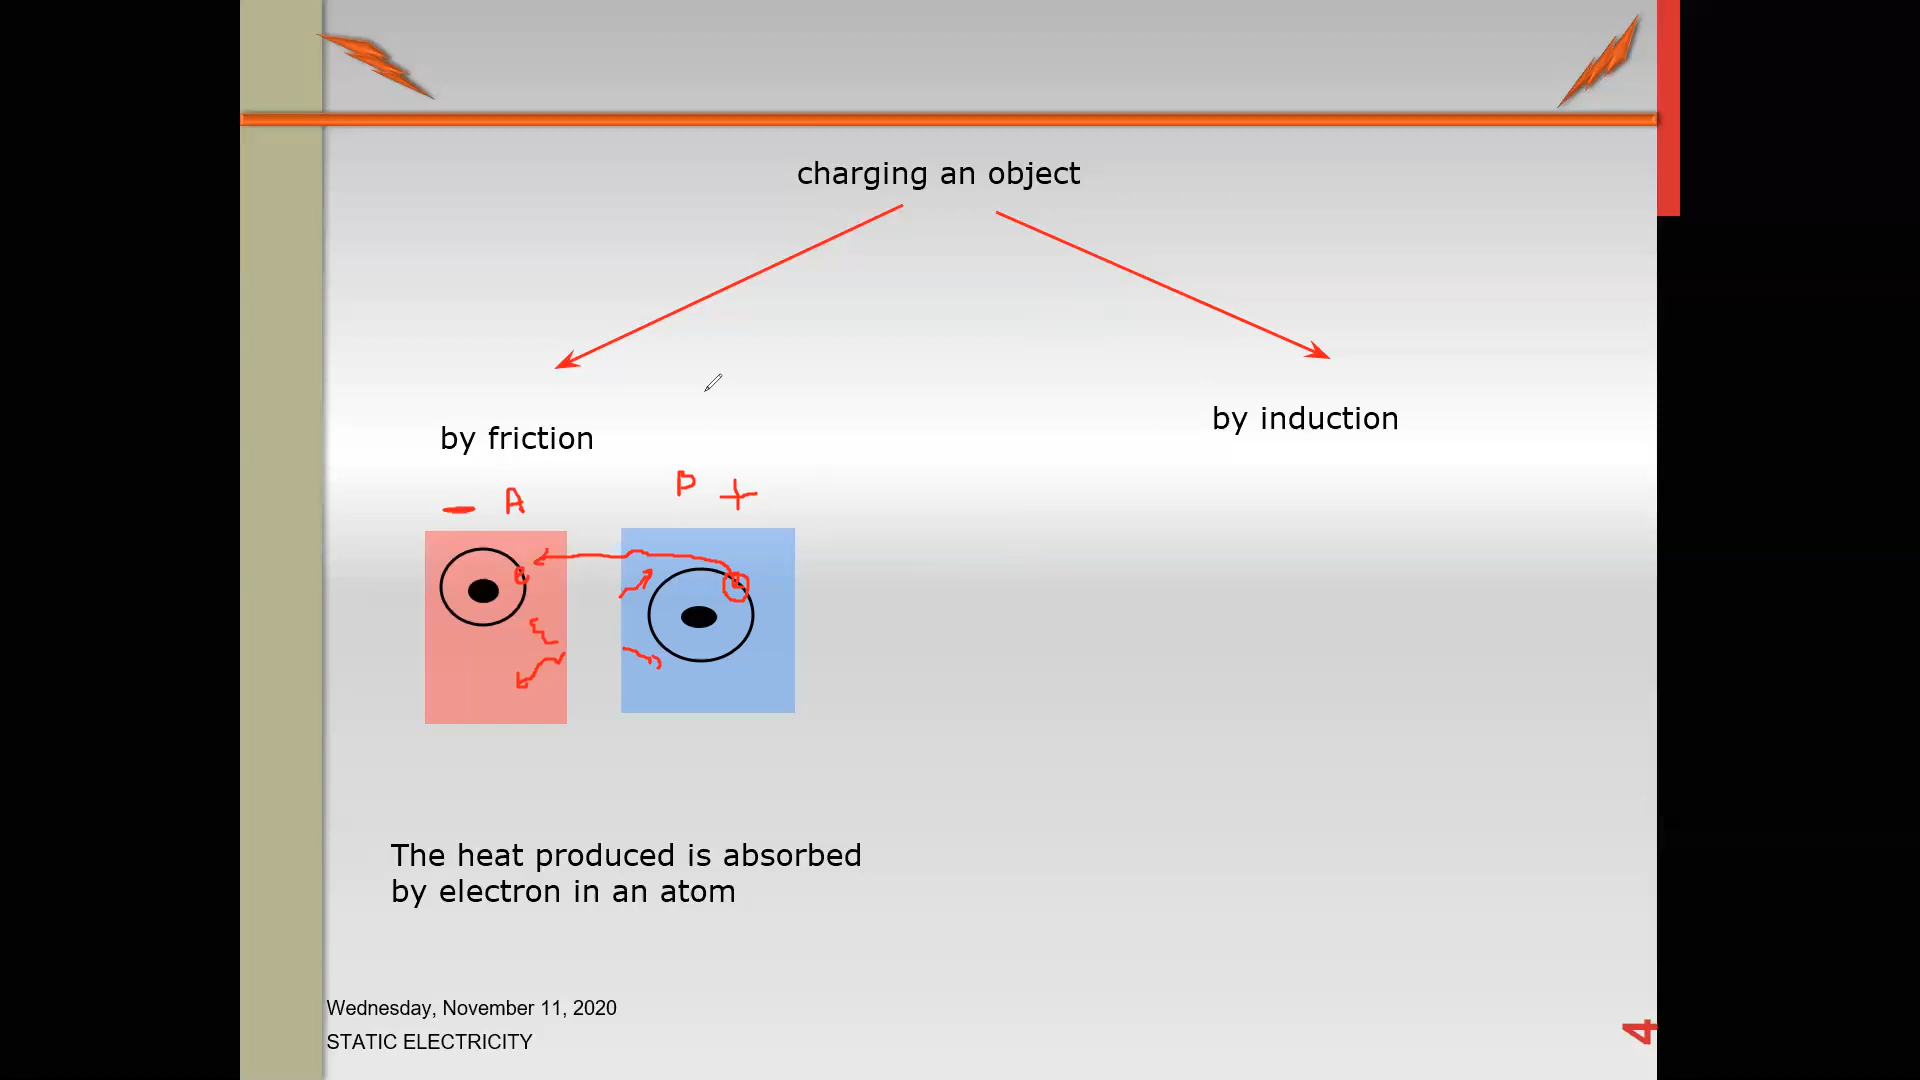 charging an object
by induction
by friction
- A
P +
e
The heat produced is absorbed
by electron in an atom
Wednesday, November 11, 2020
STATIC ELECTRICITY
4